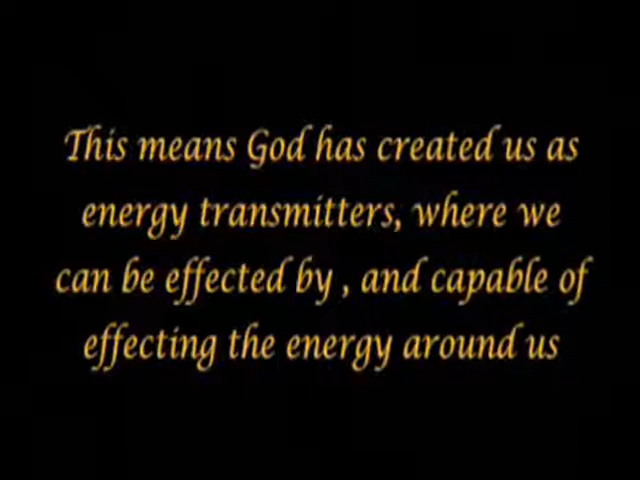 This means God has created us as
energy transmitters, where we
can be effected by , and capable of
effecting the energy around us